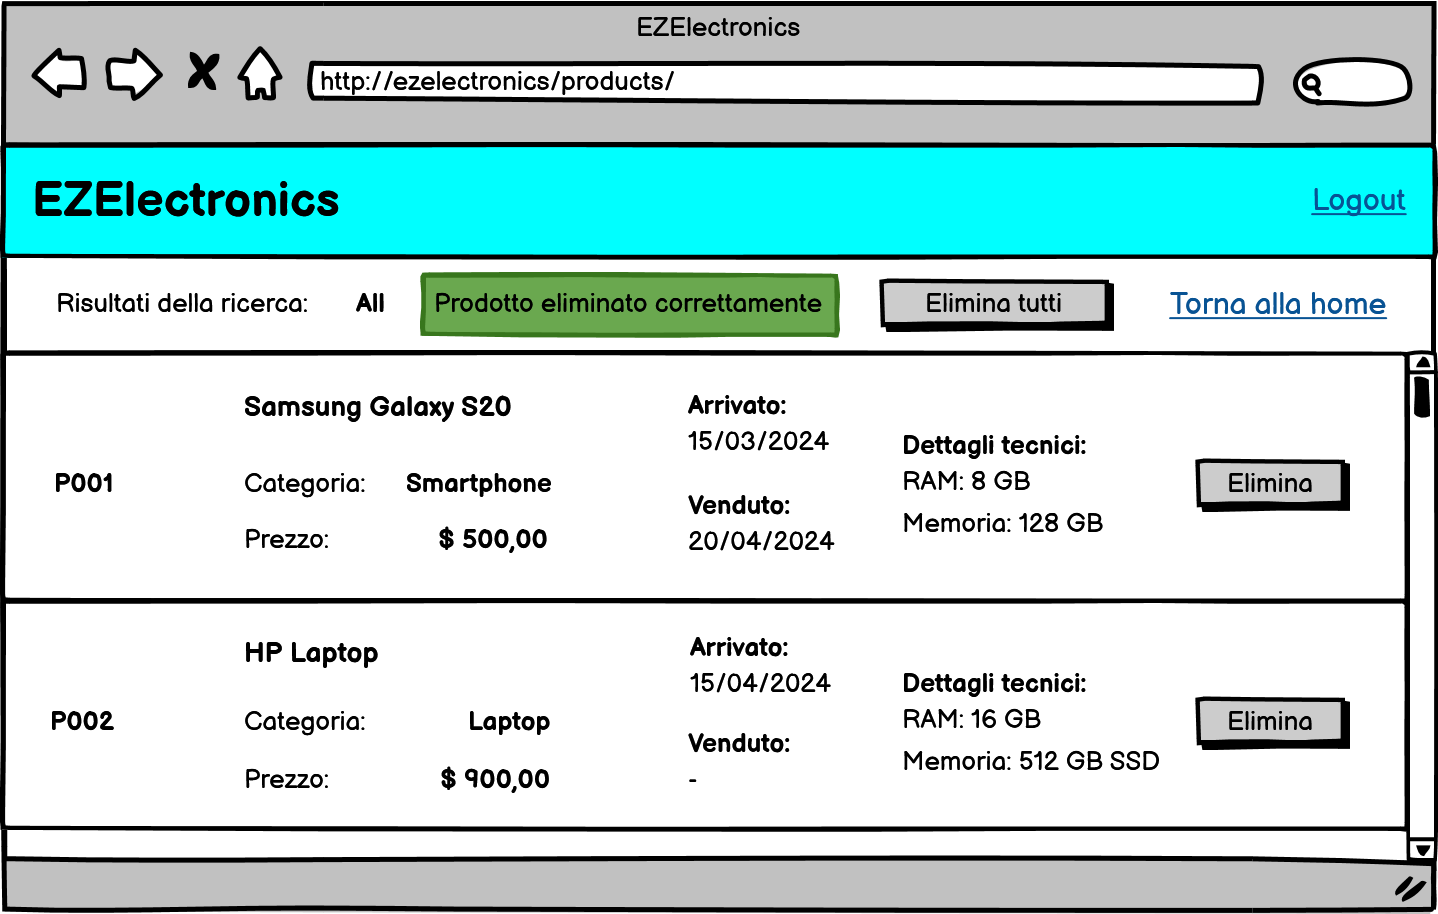 EZElectronics
http://ezelectronics/products/
EZElectronics
Logout
Risultati della ricerca: All
Prodotto eliminato correttamente
Elimina tutti
Torna alla home
P001
Samsung Galaxy S20
Categoria: Smartphone
Prezzo: $ 500,00
Arrivato:
15/03/2024
Venduto:
20/04/2024
Dettagli tecnici:
RAM: 8 GB
Memoria: 128 GB
Elimina
P002
HP Laptop
Categoria: Laptop
Prezzo: $ 900,00
Arrivato:
15/04/2024
Venduto:
-
Dettagli tecnici:
RAM: 16 GB
Memoria: 512 GB SSD
Elimina